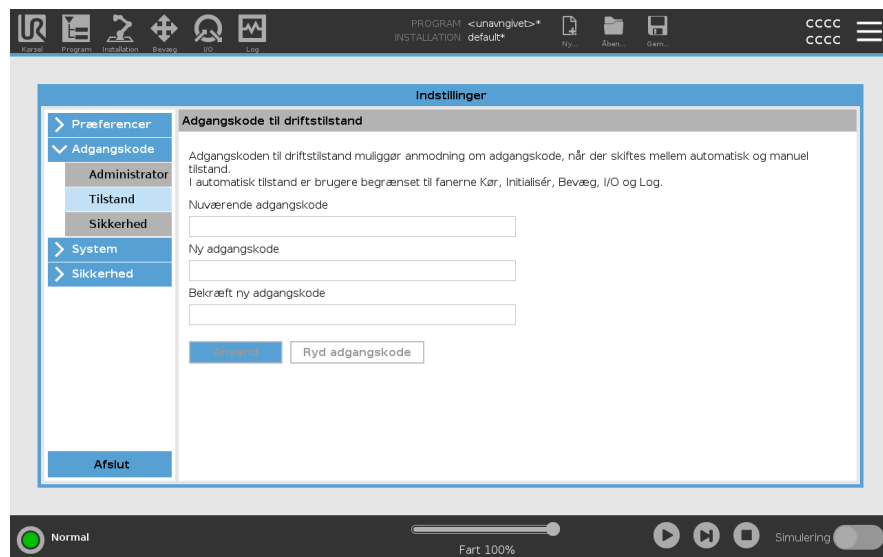 PROGRAM <unavngivet>*
INSTALLATION default*
cccc
cccc
Kørsel Program Installation Bevæg I/O Log Ny... Åben... Gem...
Indstillinger
Præferencer
Adgangskode
Administrator
Tilstand
Sikkerhed
System
Sikkerhed
Afslut
Adgangskode til driftstilstand
Adgangskoden til driftstilstand muliggør anmodning om adgangskode, når der skiftes mellem automatisk og manuel
tilstand.
I automatisk tilstand er brugere begrænset til fanerne Kør, Initialisér, Bevæg, I/O og Log.
Nuværende adgangskode
Ny adgangskode
Bekræft ny adgangskode
Anvend Ryd adgangskode
Normal
Fart 100%
Simulering